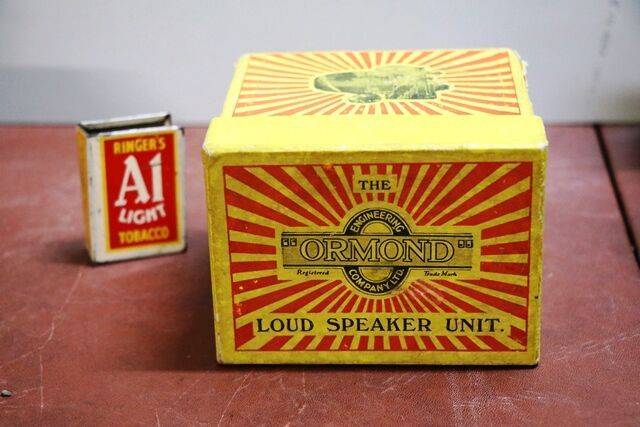 RINGER'S
A1
LIGHT
TOBACCO
THE
ENGINEERING
"ORMOND"
Registered Trade Mark
COMPANY LTD.
LOUD SPEAKER UNIT.